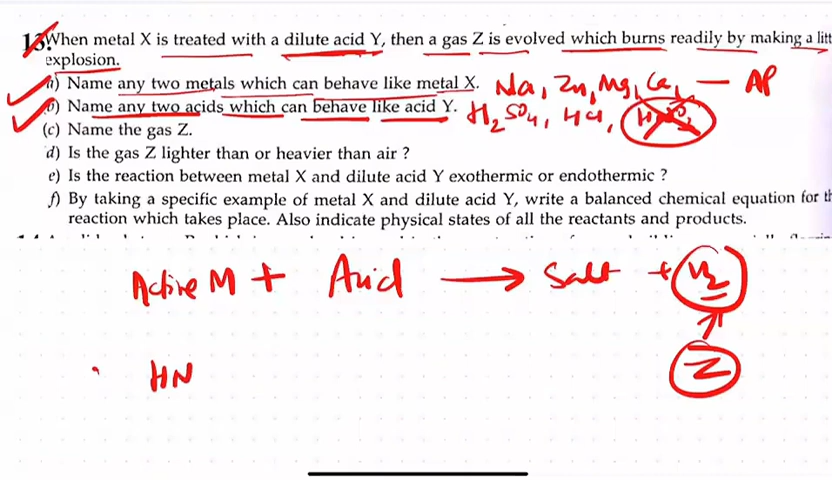 13. When metal X is treated with a dilute acid Y, then a gas Z is evolved which burns readily by making a litt
explosion.
a) Name any two metals which can behave like metal X. Na, Zn, Mg, Ca, — AP
b) Name any two acids which can behave like acid Y. H2SO4, HCl,
(c) Name the gas Z.
d) Is the gas Z lighter than or heavier than air ?
e) Is the reaction between metal X and dilute acid Y exothermic or endothermic ?
f) By taking a specific example of metal X and dilute acid Y, write a balanced chemical equation for th
reaction which takes place. Also indicate physical states of all the reactants and products.
Active M + Acid → Salt + H2
Z
HN